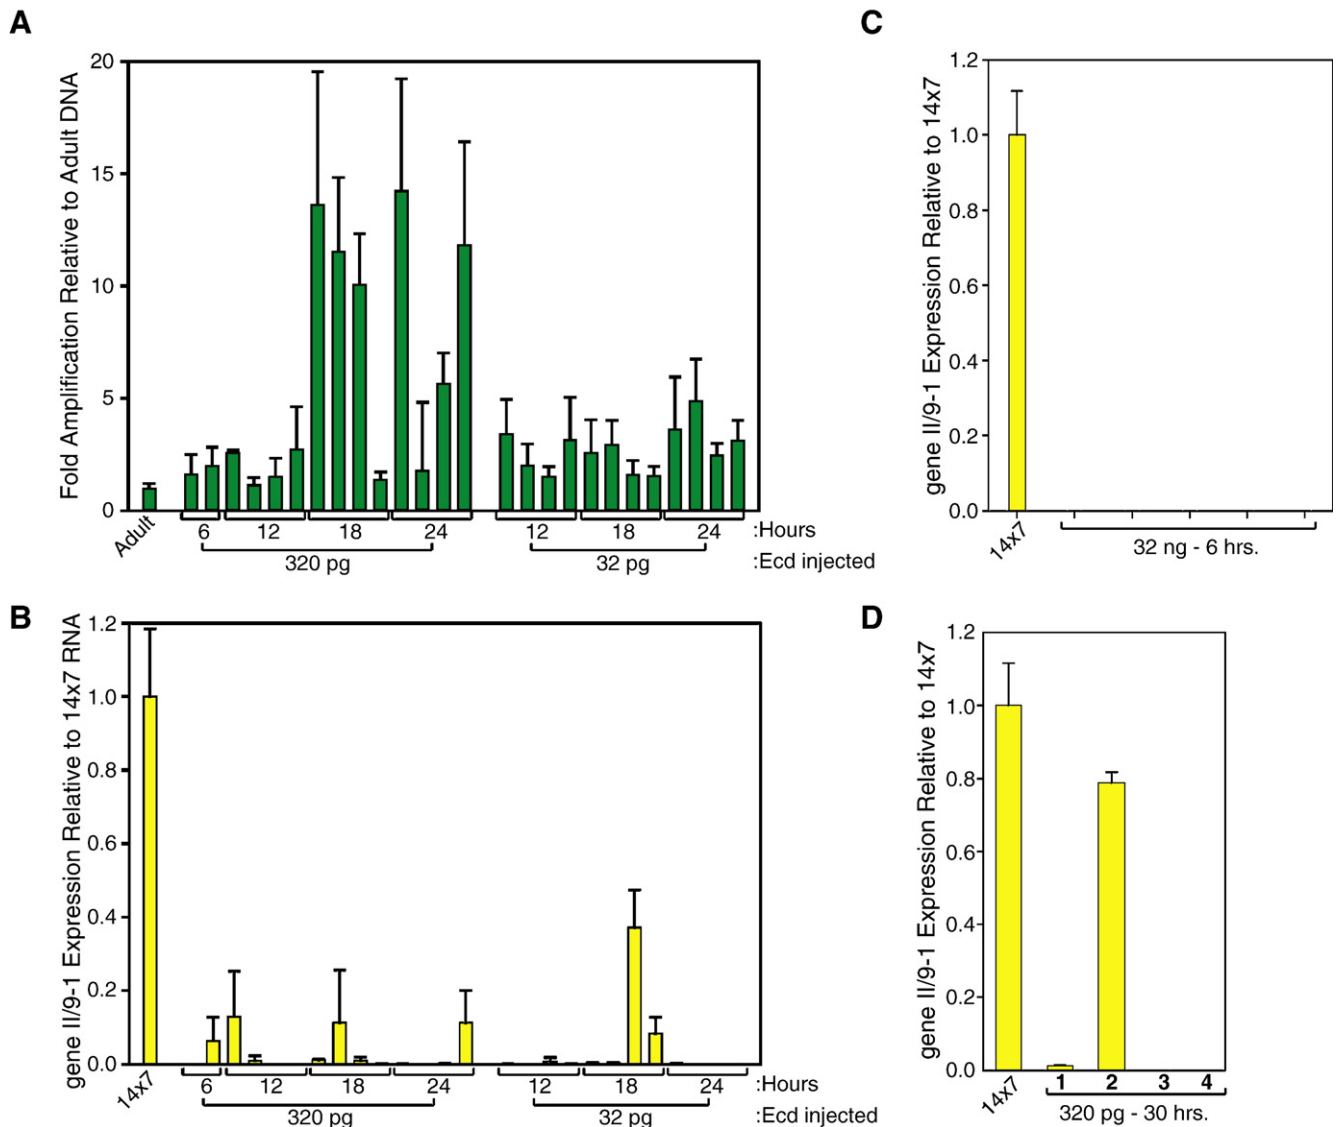 A
Fold Amplification Relative to Adult DNA
20
15
10
5
0
Adult
6 12 18 24 12 18 24 :Hours
320 pg 32 pg :Ecd injected
B
gene II/9-1 Expression Relative to 14x7 RNA
1.2
1.0
0.8
0.6
0.4
0.2
0.0
14x7
6 12 18 24 12 18 24 :Hours
320 pg 32 pg :Ecd injected
C
gene II/9-1 Expression Relative to 14x7
1.2
1.0
0.8
0.6
0.4
0.2
0.0
14x7
32 ng - 6 hrs.
D
gene II/9-1 Expression Relative to 14x7
1.2
1.0
0.8
0.6
0.4
0.2
0.0
14x7
1 2 3 4
320 pg - 30 hrs.